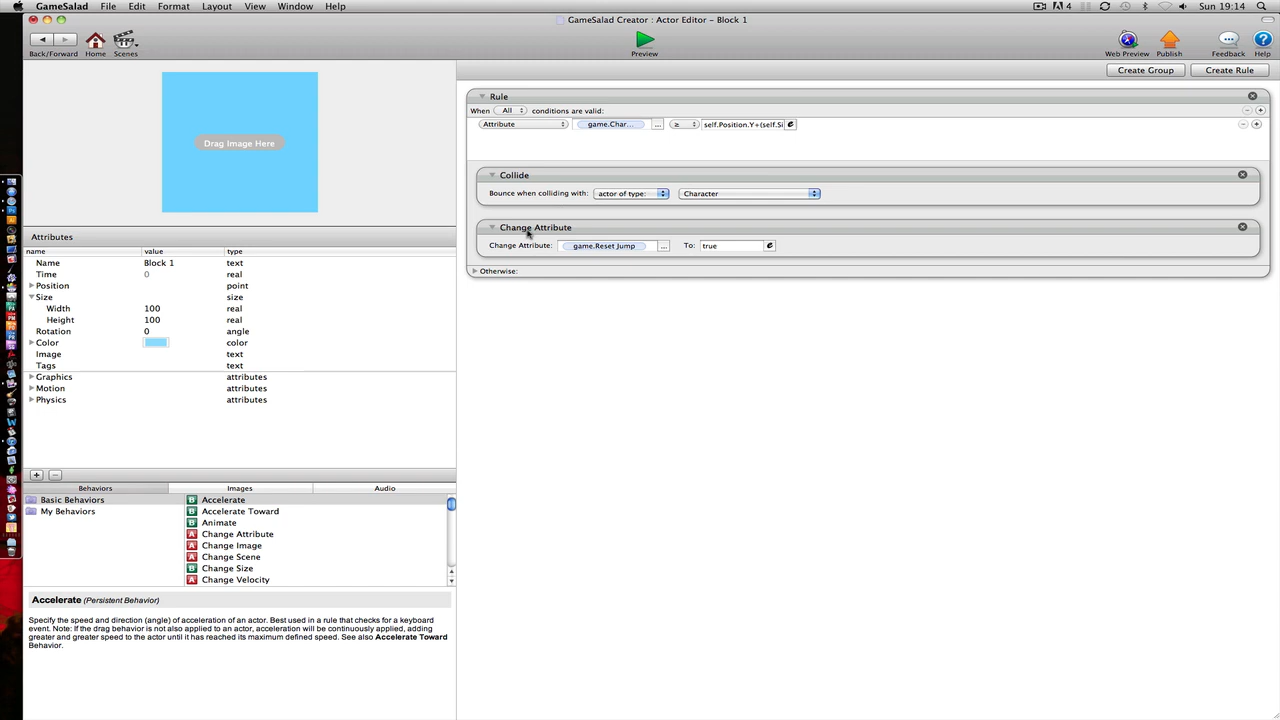 GameSalad File Edit Format Layout View Window Help
4 Sun 19:14
GameSalad Creator : Actor Editor - Block 1
Back/Forward Home Scenes Preview Web Preview Publish Feedback Help
Create Group Create Rule
Drag Image Here
Rule
When All conditions are valid:
Attribute game.Char... ... ≥ self.Position.Y+(self.Si e
Collide
Bounce when colliding with: actor of type: Character
Change Attribute
Change Attribute: game.Reset Jump ... To: true e
Otherwise:
Attributes
name value type
Name Block 1 text
Time 0 real
Position point
Size size
Width 100 real
Height 100 real
Rotation 0 angle
Color color
Image text
Tags text
Graphics attributes
Motion attributes
Physics attributes
+ −
Behaviors Images Audio
Basic Behaviors
My Behaviors
B Accelerate
B Accelerate Toward
B Animate
A Change Attribute
A Change Image
A Change Scene
B Change Size
A Change Velocity
Accelerate (Persistent Behavior)
Specify the speed and direction (angle) of acceleration of an actor. Best used in a rule that checks for a keyboard
event. Note: If the drag behavior is not also applied to an actor, acceleration will be continuously applied, adding
greater and greater speed to the actor until it has reached its maximum defined speed. See also Accelerate Toward
Behavior.